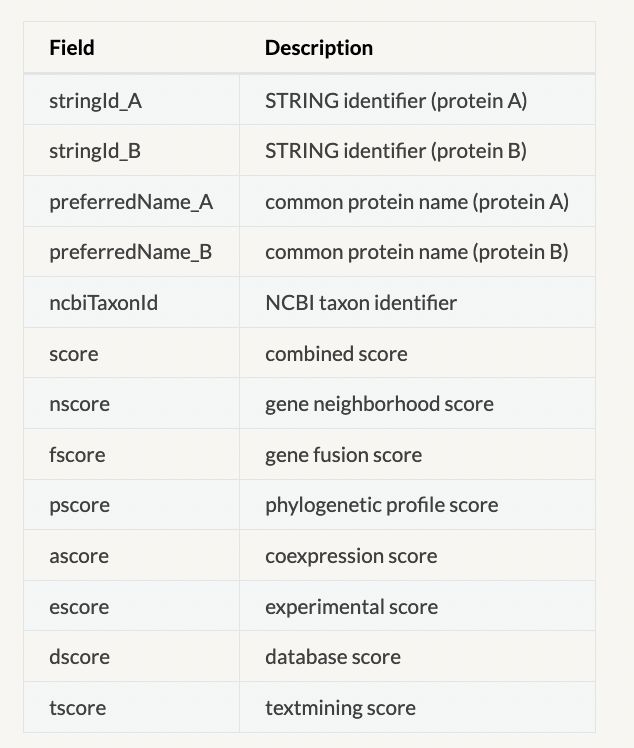 Field Description
stringId_A STRING identifier (protein A)
stringId_B STRING identifier (protein B)
preferredName_A common protein name (protein A)
preferredName_B common protein name (protein B)
ncbiTaxonId NCBI taxon identifier
score combined score
nscore gene neighborhood score
fscore gene fusion score
pscore phylogenetic profile score
ascore coexpression score
escore experimental score
dscore database score
tscore textmining score